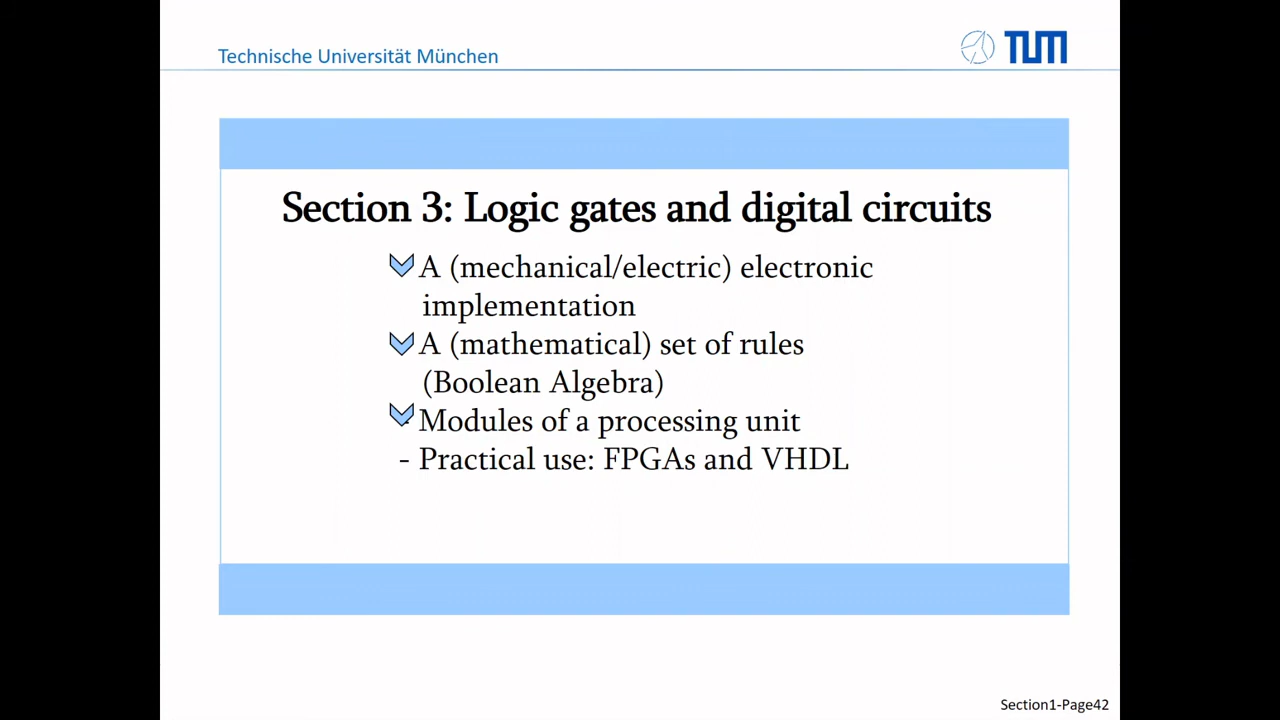 Technische Universität München
TUM
Section 3: Logic gates and digital circuits
A (mechanical/electric) electronic
implementation
A (mathematical) set of rules
(Boolean Algebra)
- Modules of a processing unit
- Practical use: FPGAs and VHDL
Section1-Page42